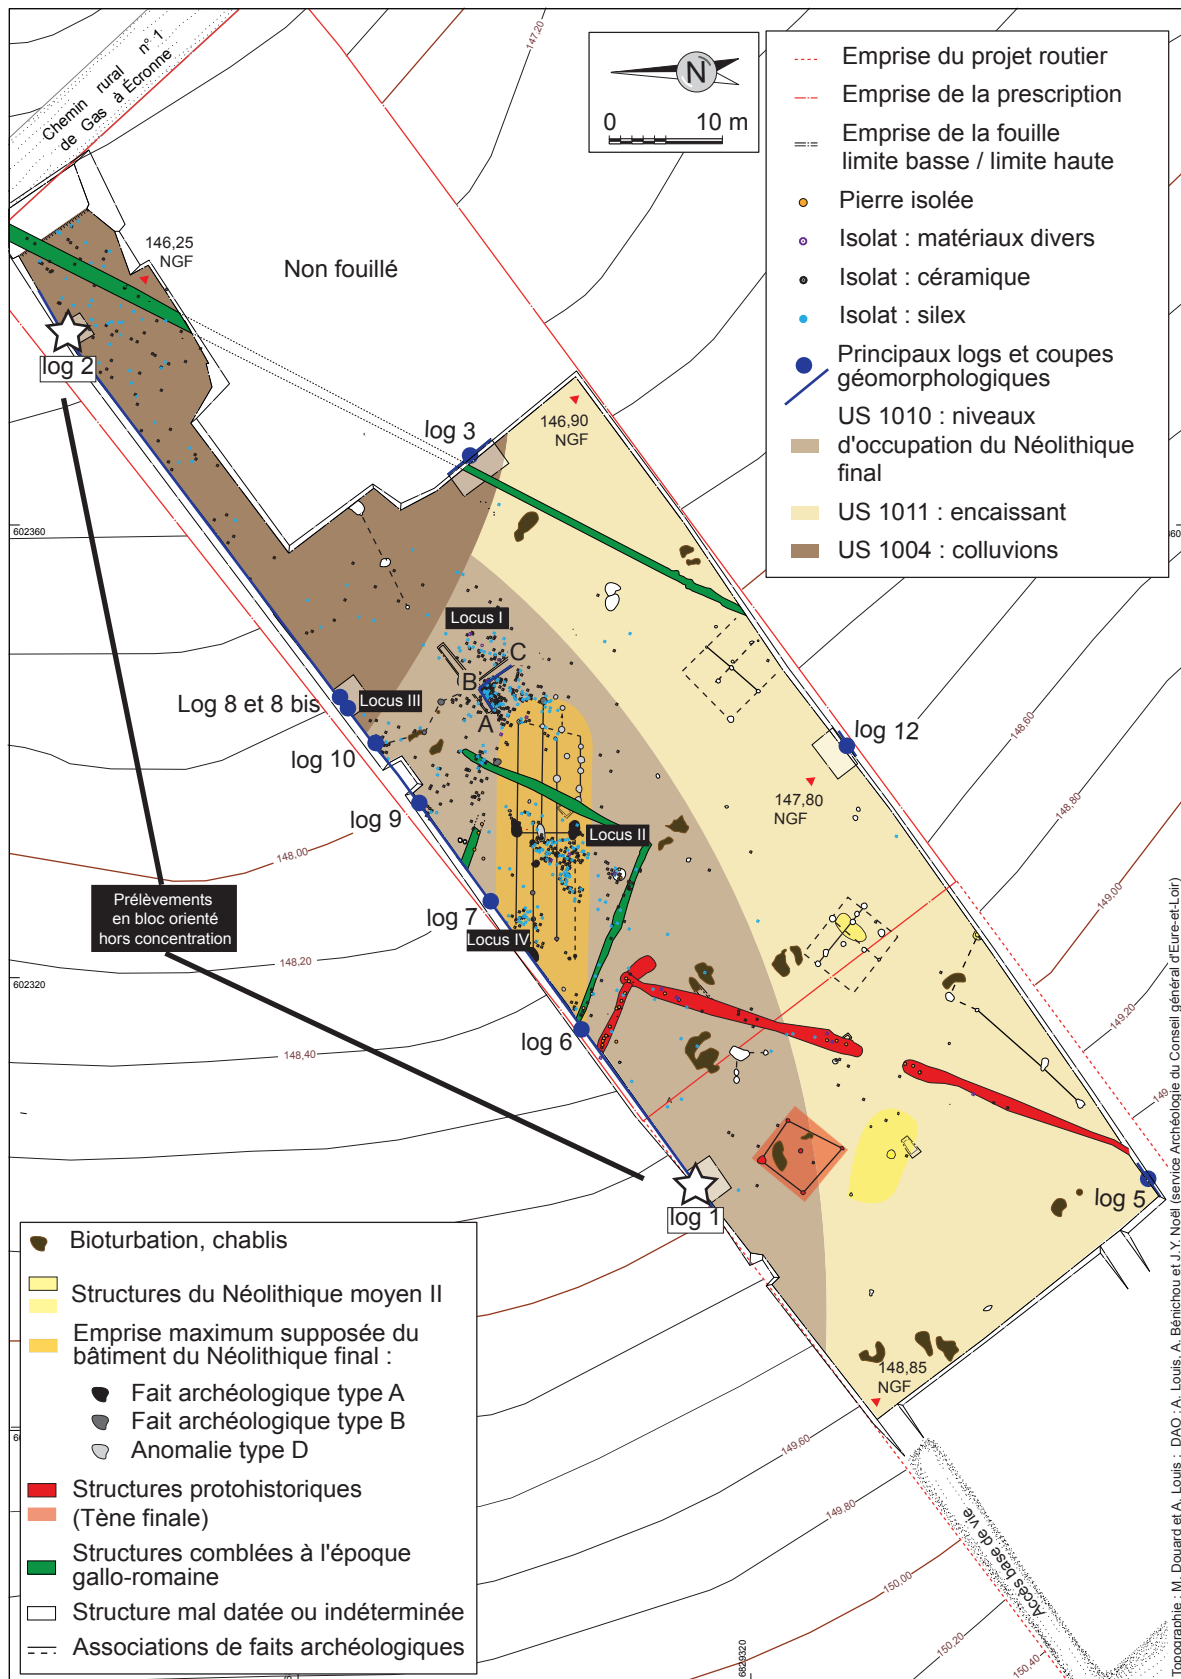 Chemin rural n° 1
de Gas à Écronne
147,20
N
0 10 m
Emprise du projet routier
Emprise de la prescription
Emprise de la fouille
limite basse / limite haute
Pierre isolée
Isolat : matériaux divers
Isolat : céramique
Isolat : silex
Principaux logs et coupes
géomorphologiques
US 1010 : niveaux
d'occupation du Néolithique
final
US 1011 : encaissant
US 1004 : colluvions
146,25
NGF
Non fouillé
log 2
log 3
146,90
NGF
602360
Locus I
C
B
A
Log 8 et 8 bis
Locus III
log 10
log 12
148,60
147,80
NGF
148,80
log 9
148,00
Locus II
149,00
Prélèvements
en bloc orienté
hors concentration
log 7
Locus IV
148,20
602320
149,20
log 6
148,40
A
log 5
log 1
148,85
NGF
149,60
149,80
150,00
150,20
150,40
Accès base de vie
6829320
Bioturbation, chablis
Structures du Néolithique moyen II
Emprise maximum supposée du
bâtiment du Néolithique final :
Fait archéologique type A
Fait archéologique type B
Anomalie type D
Structures protohistoriques
(Tène finale)
Structures comblées à l'époque
gallo-romaine
Structure mal datée ou indéterminée
Associations de faits archéologiques
Topographie : M. Douard et A. Louis ; DAO : A. Louis, A. Bénichou et J.Y. Noël (service Archéologie du Conseil général d'Eure-et-Loir)